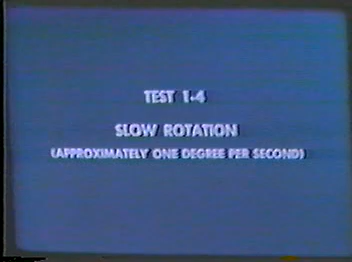 TEST 1-4
SLOW ROTATION
(APPROXIMATELY ONE DEGREE PER SECOND)